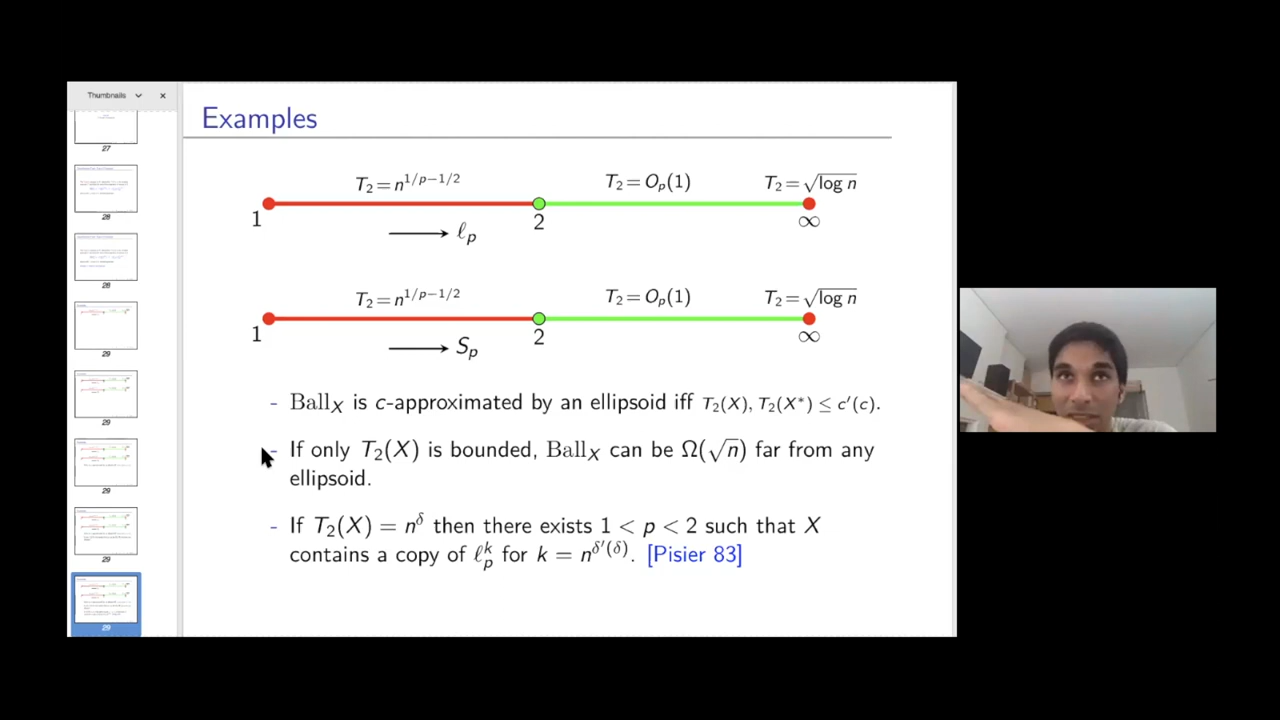 Thumbnails
×
27
28
28
29
29
29
29
29
Examples
T₂ = n^{1/p−1/2} T₂ = O_p(1) T₂ = √log n
1 2 ∞
⟶ ℓ_p
T₂ = n^{1/p−1/2} T₂ = O_p(1) T₂ = √log n
1 2 ∞
⟶ S_p
- Ball_X is c-approximated by an ellipsoid iff T₂(X), T₂(X*) ≤ c′(c).
- If only T₂(X) is bounded, Ball_X can be Ω(√n) far from any
ellipsoid.
- If T₂(X) = n^δ then there exists 1 < p < 2 such that X
contains a copy of ℓ_p^k for k = n^{δ′(δ)}. [Pisier 83]